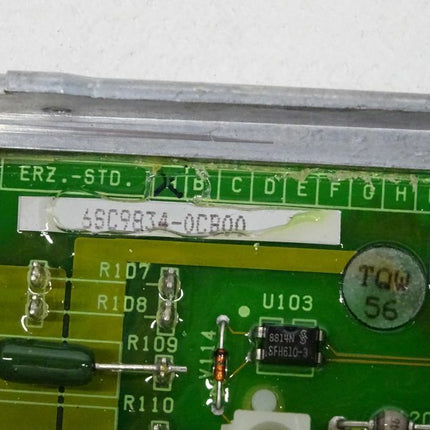 ERZ.-STD. A B C D E F G H
6SC9834-0CB00
TQW
56
R107
R108
U103
8814N
SFH610-3
V114
R109
R110